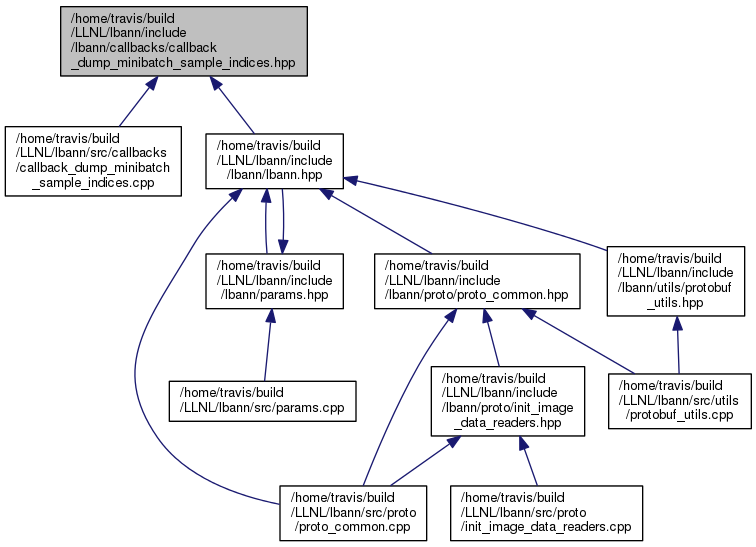 /home/travis/build
/LLNL/lbann/include
/lbann/callbacks/callback
_dump_minibatch_sample_indices.hpp
/home/travis/build
/LLNL/lbann/src/callbacks
/callback_dump_minibatch
_sample_indices.cpp
/home/travis/build
/LLNL/lbann/include
/lbann/lbann.hpp
/home/travis/build
/LLNL/lbann/include
/lbann/params.hpp
/home/travis/build
/LLNL/lbann/include
/lbann/proto/proto_common.hpp
/home/travis/build
/LLNL/lbann/include
/lbann/utils/protobuf
_utils.hpp
/home/travis/build
/LLNL/lbann/src/params.cpp
/home/travis/build
/LLNL/lbann/include
/lbann/proto/init_image
_data_readers.hpp
/home/travis/build
/LLNL/lbann/src/utils
/protobuf_utils.cpp
/home/travis/build
/LLNL/lbann/src/proto
/proto_common.cpp
/home/travis/build
/LLNL/lbann/src/proto
/init_image_data_readers.cpp